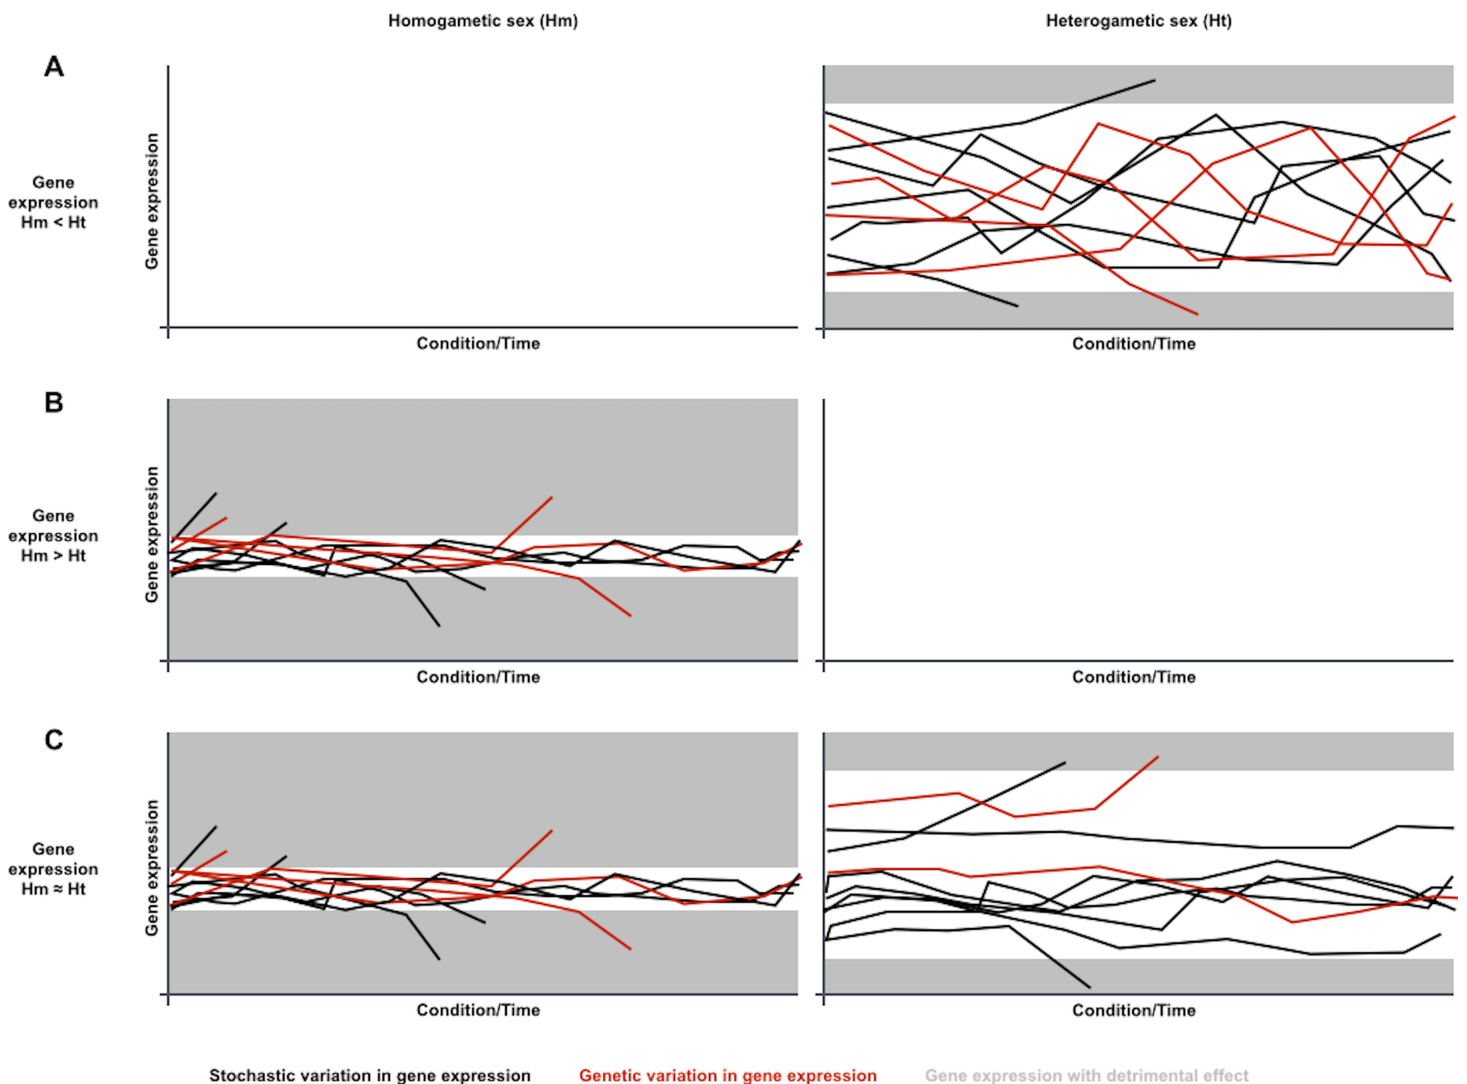 Homogametic sex (Hm)
Heterogametic sex (Ht)
A
Gene
expression
Hm < Ht
Gene expression
Condition/Time
Condition/Time
B
Gene
expression
Hm > Ht
Gene expression
Condition/Time
Condition/Time
C
Gene
expression
Hm ≈ Ht
Gene expression
Condition/Time
Condition/Time
Stochastic variation in gene expression
Genetic variation in gene expression
Gene expression with detrimental effect